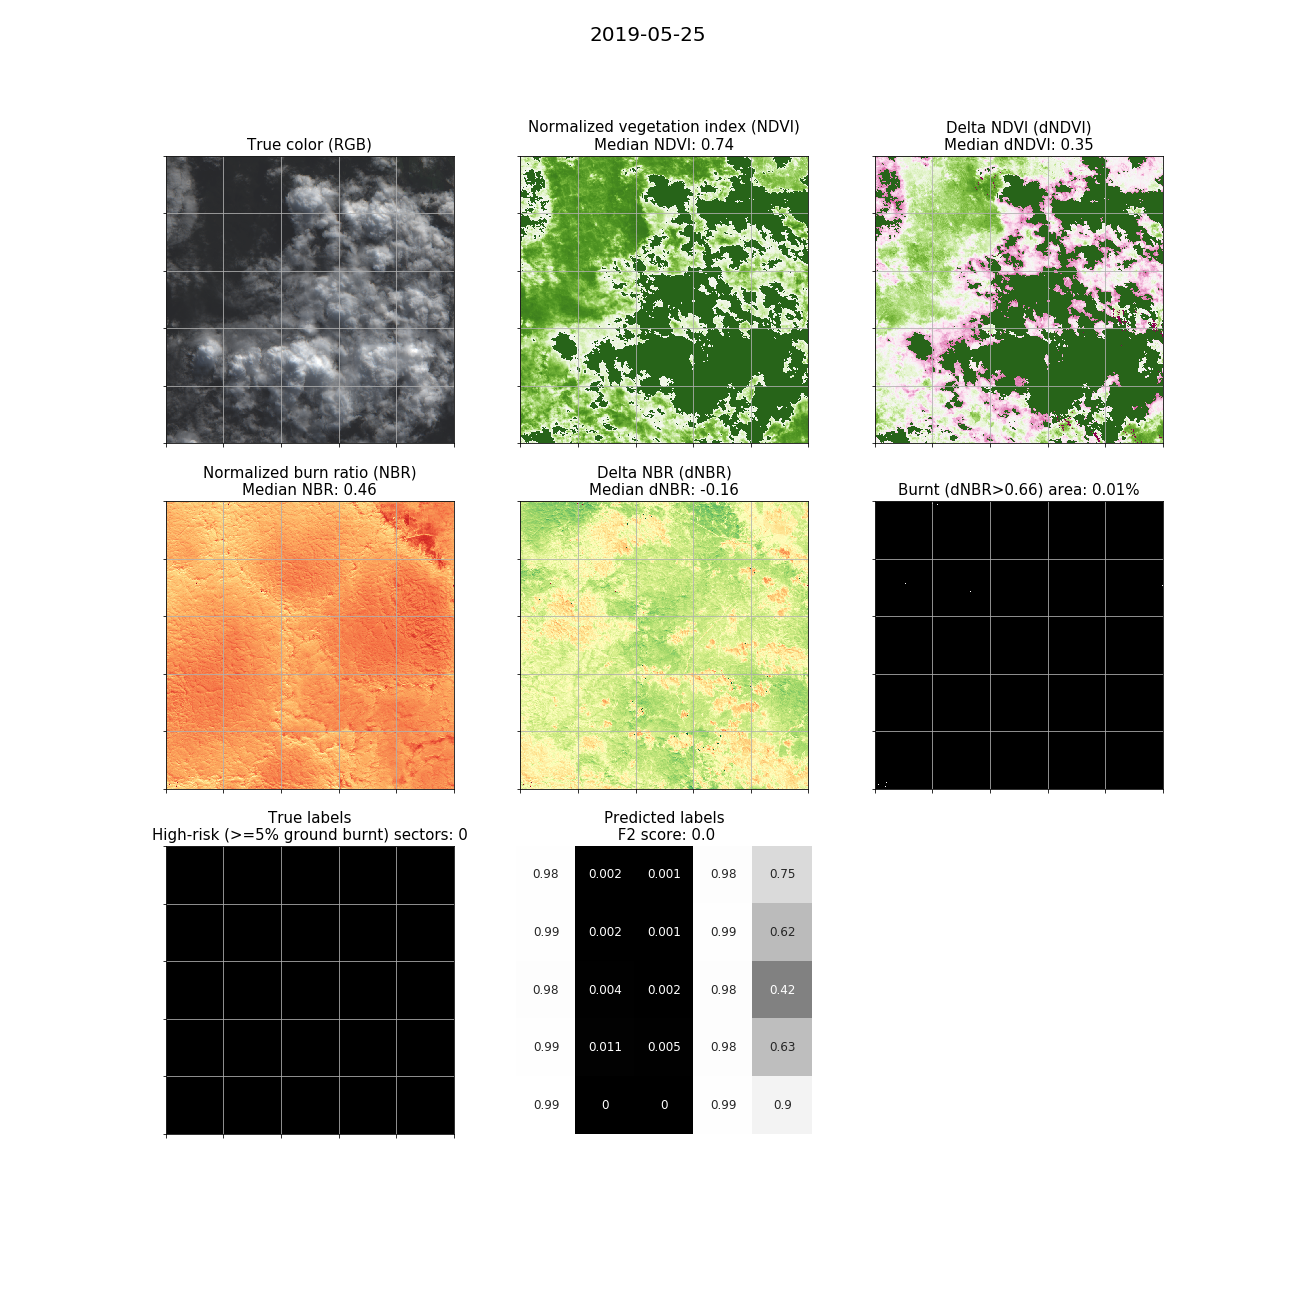 2019-05-25
True color (RGB)
Normalized vegetation index (NDVI)
Median NDVI: 0.74
Delta NDVI (dNDVI)
Median dNDVI: 0.35
Normalized burn ratio (NBR)
Median NBR: 0.46
Delta NBR (dNBR)
Median dNBR: -0.16
Burnt (dNBR>0.66) area: 0.01%
True labels
High-risk (>=5% ground burnt) sectors: 0
Predicted labels
F2 score: 0.0
0.98 0.002 0.001 0.98 0.75
0.99 0.002 0.001 0.99 0.62
0.98 0.004 0.002 0.98 0.42
0.99 0.011 0.005 0.98 0.63
0.99 0 0 0.99 0.9